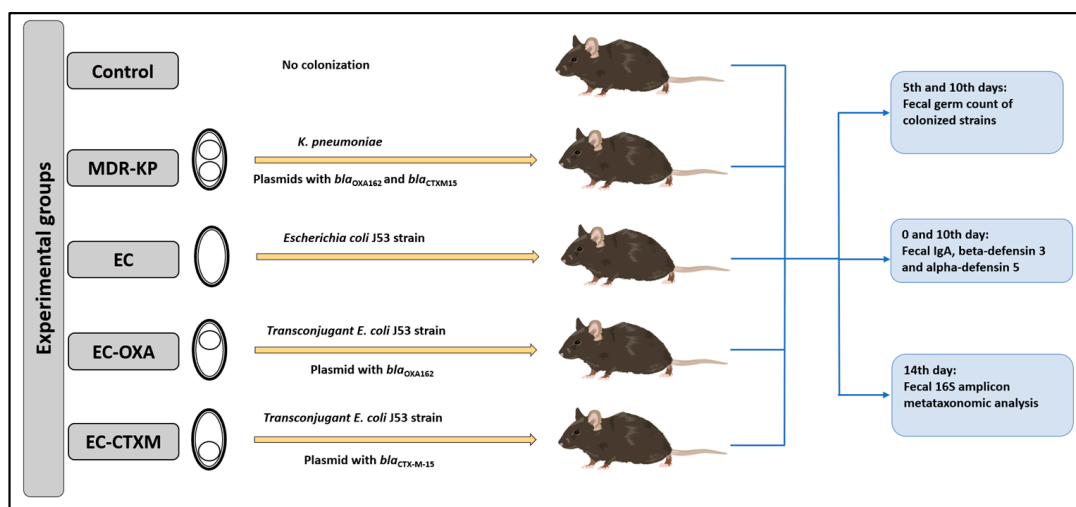 Experimental groups
Control
No colonization
MDR-KP
K. pneumoniae
Plasmids with blaOXA162 and blaCTXM15
EC
Escherichia coli J53 strain
EC-OXA
Transconjugant E. coli J53 strain
Plasmid with blaOXA162
EC-CTXM
Transconjugant E. coli J53 strain
Plasmid with blaCTX-M-15
5th and 10th days:
Fecal germ count of
colonized strains
0 and 10th day:
Fecal IgA, beta-defensin 3
and alpha-defensin 5
14th day:
Fecal 16S amplicon
metataxonomic analysis